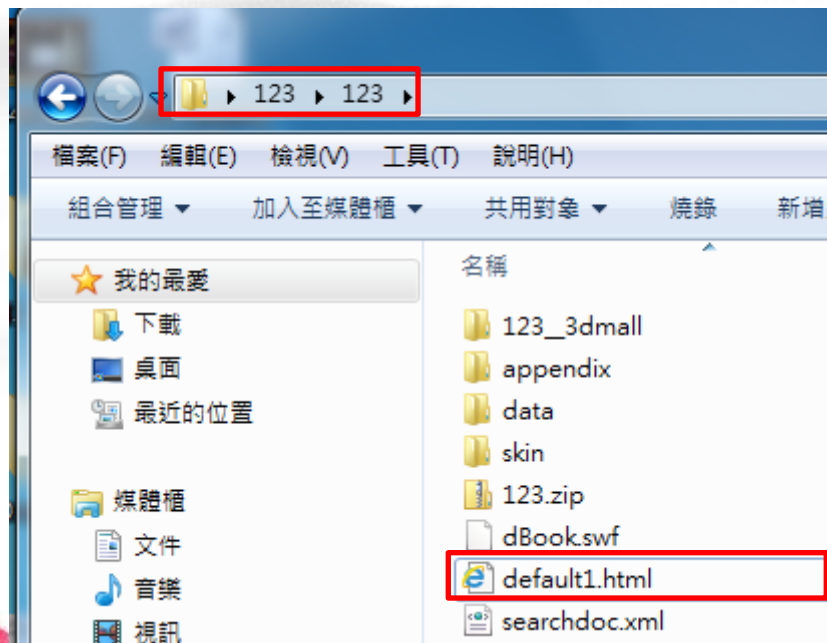 123 123
檔案(F) 編輯(E) 檢視(V) 工具(T) 說明(H)
組合管理 加入至媒體櫃 共用對象 燒錄 新增
我的最愛
下載
桌面
最近的位置
媒體櫃
文件
音樂
視訊
名稱
123__3dmall
appendix
data
skin
123.zip
dBook.swf
default1.html
searchdoc.xml